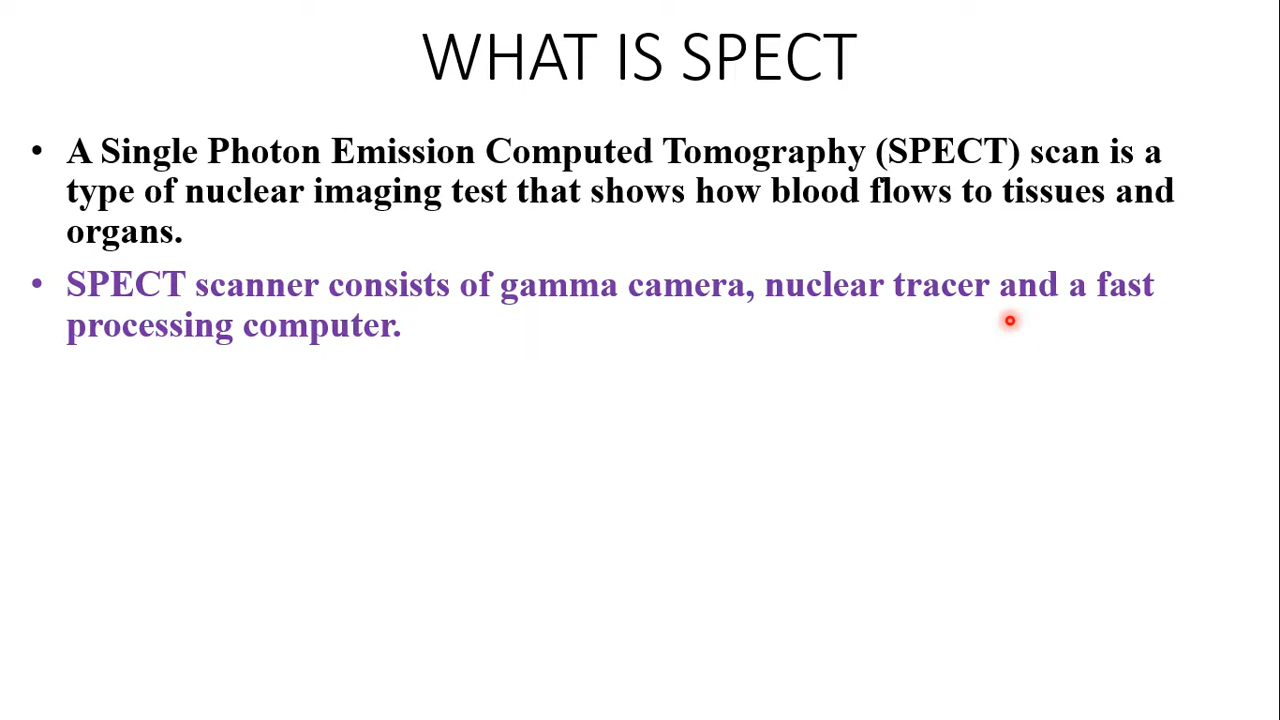 WHAT IS SPECT
• A Single Photon Emission Computed Tomography (SPECT) scan is a
type of nuclear imaging test that shows how blood flows to tissues and
organs.
• SPECT scanner consists of gamma camera, nuclear tracer and a fast
processing computer.